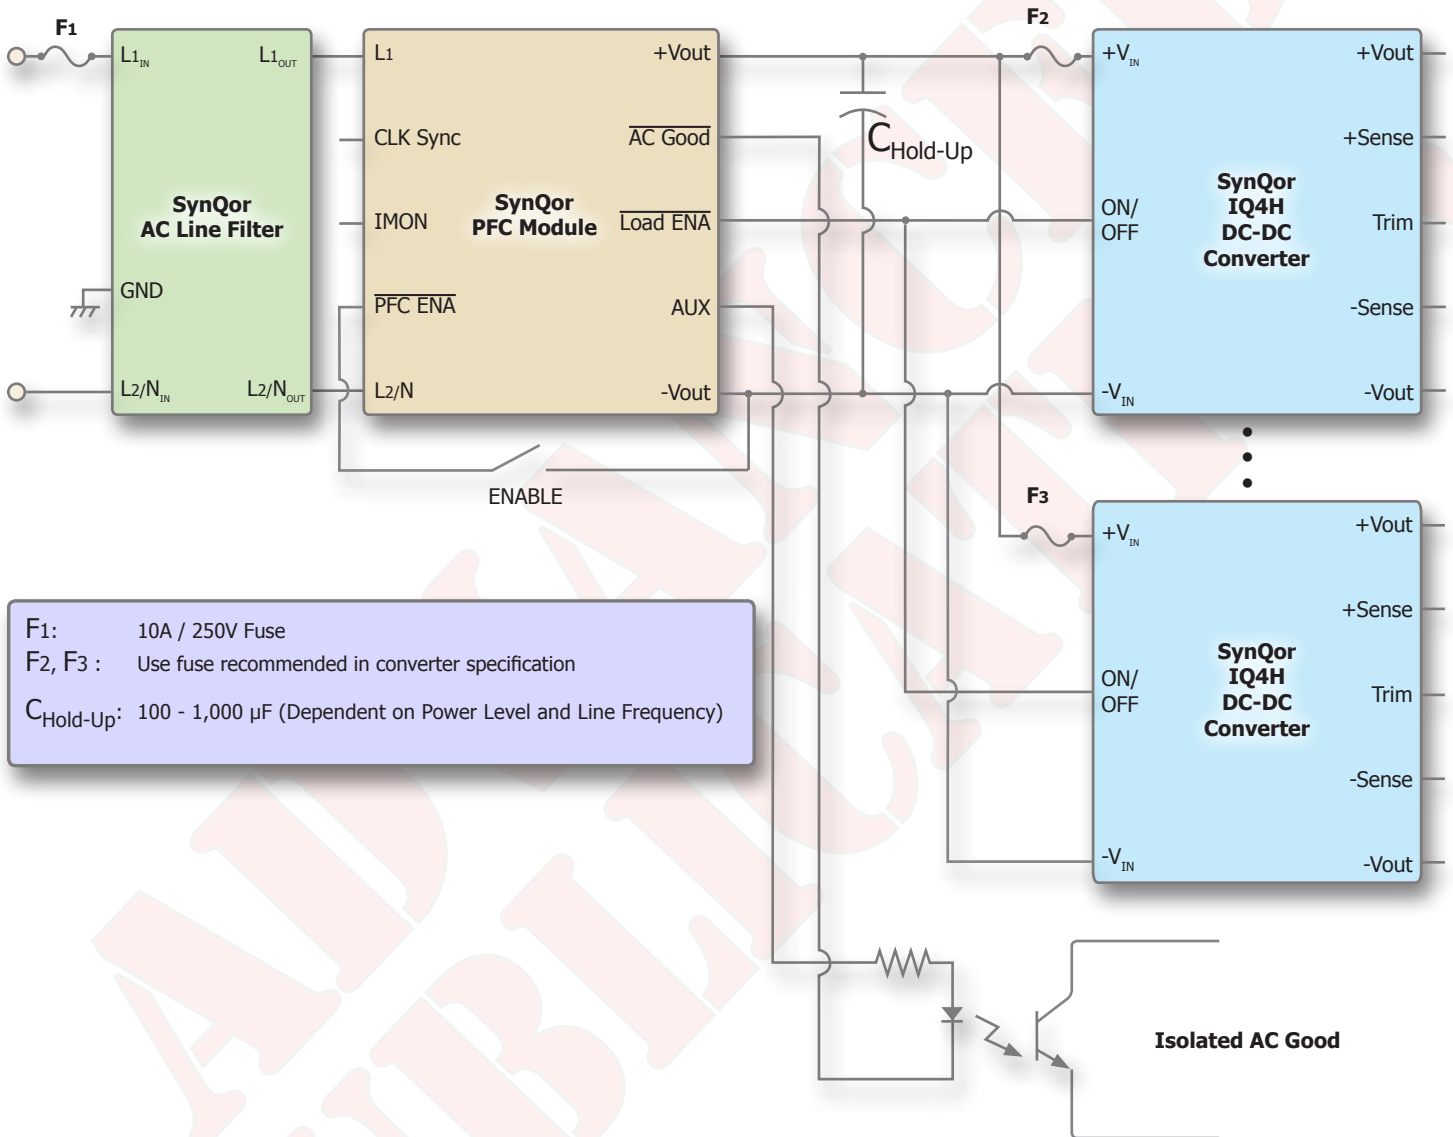 F1
F2
L1IN
L1OUT
L1
+Vout
+VIN
+Vout
CLK Sync
AC Good
CHold-Up
+Sense
SynQor
AC Line Filter
SynQor
PFC Module
IMON
Load ENA
ON/
OFF
SynQor
IQ4H
DC-DC
Converter
Trim
GND
PFC ENA
AUX
-Sense
L2/NIN
L2/NOUT
L2/N
-Vout
-VIN
-Vout
ENABLE
F3
+VIN
+Vout
+Sense
F1: 10A / 250V Fuse
F2, F3 : Use fuse recommended in converter specification
CHold-Up: 100 - 1,000 µF (Dependent on Power Level and Line Frequency)
ON/
OFF
SynQor
IQ4H
DC-DC
Converter
Trim
-Sense
-VIN
-Vout
Isolated AC Good